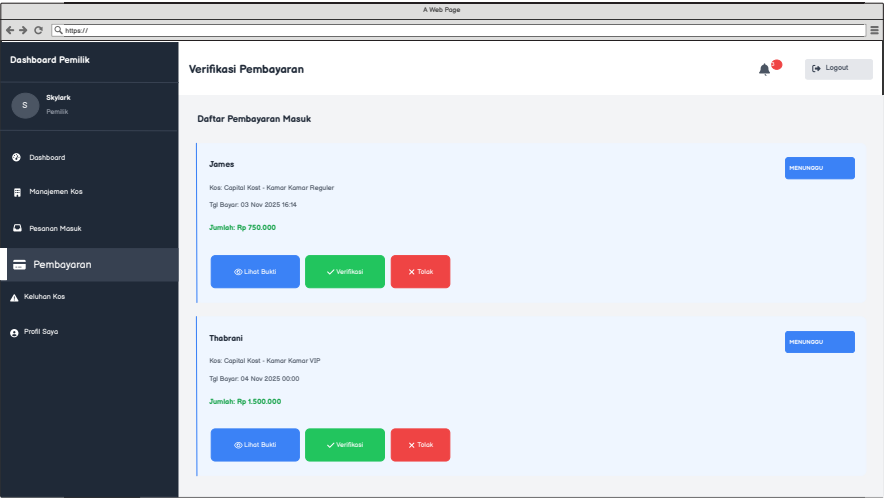 A Web Page
https://
Dashboard Pemilik
S
Skylark
Pemilik
Dashboard
Manajemen Kos
Pesanan Masuk
Pembayaran
Keluhan Kos
Profil Saya
Verifikasi Pembayaran
Logout
Daftar Pembayaran Masuk
James
MENUNGGU
Kos: Capital Kost - Kamar Kamar Reguler
Tgl Bayar: 03 Nov 2025 16:14
Jumlah: Rp 750.000
Lihat Bukti
Verifikasi
Tolak
Thabrani
MENUNGGU
Kos: Capital Kost - Kamar Kamar VIP
Tgl Bayar: 04 Nov 2025 00:00
Jumlah: Rp 1.500.000
Lihat Bukti
Verifikasi
Tolak